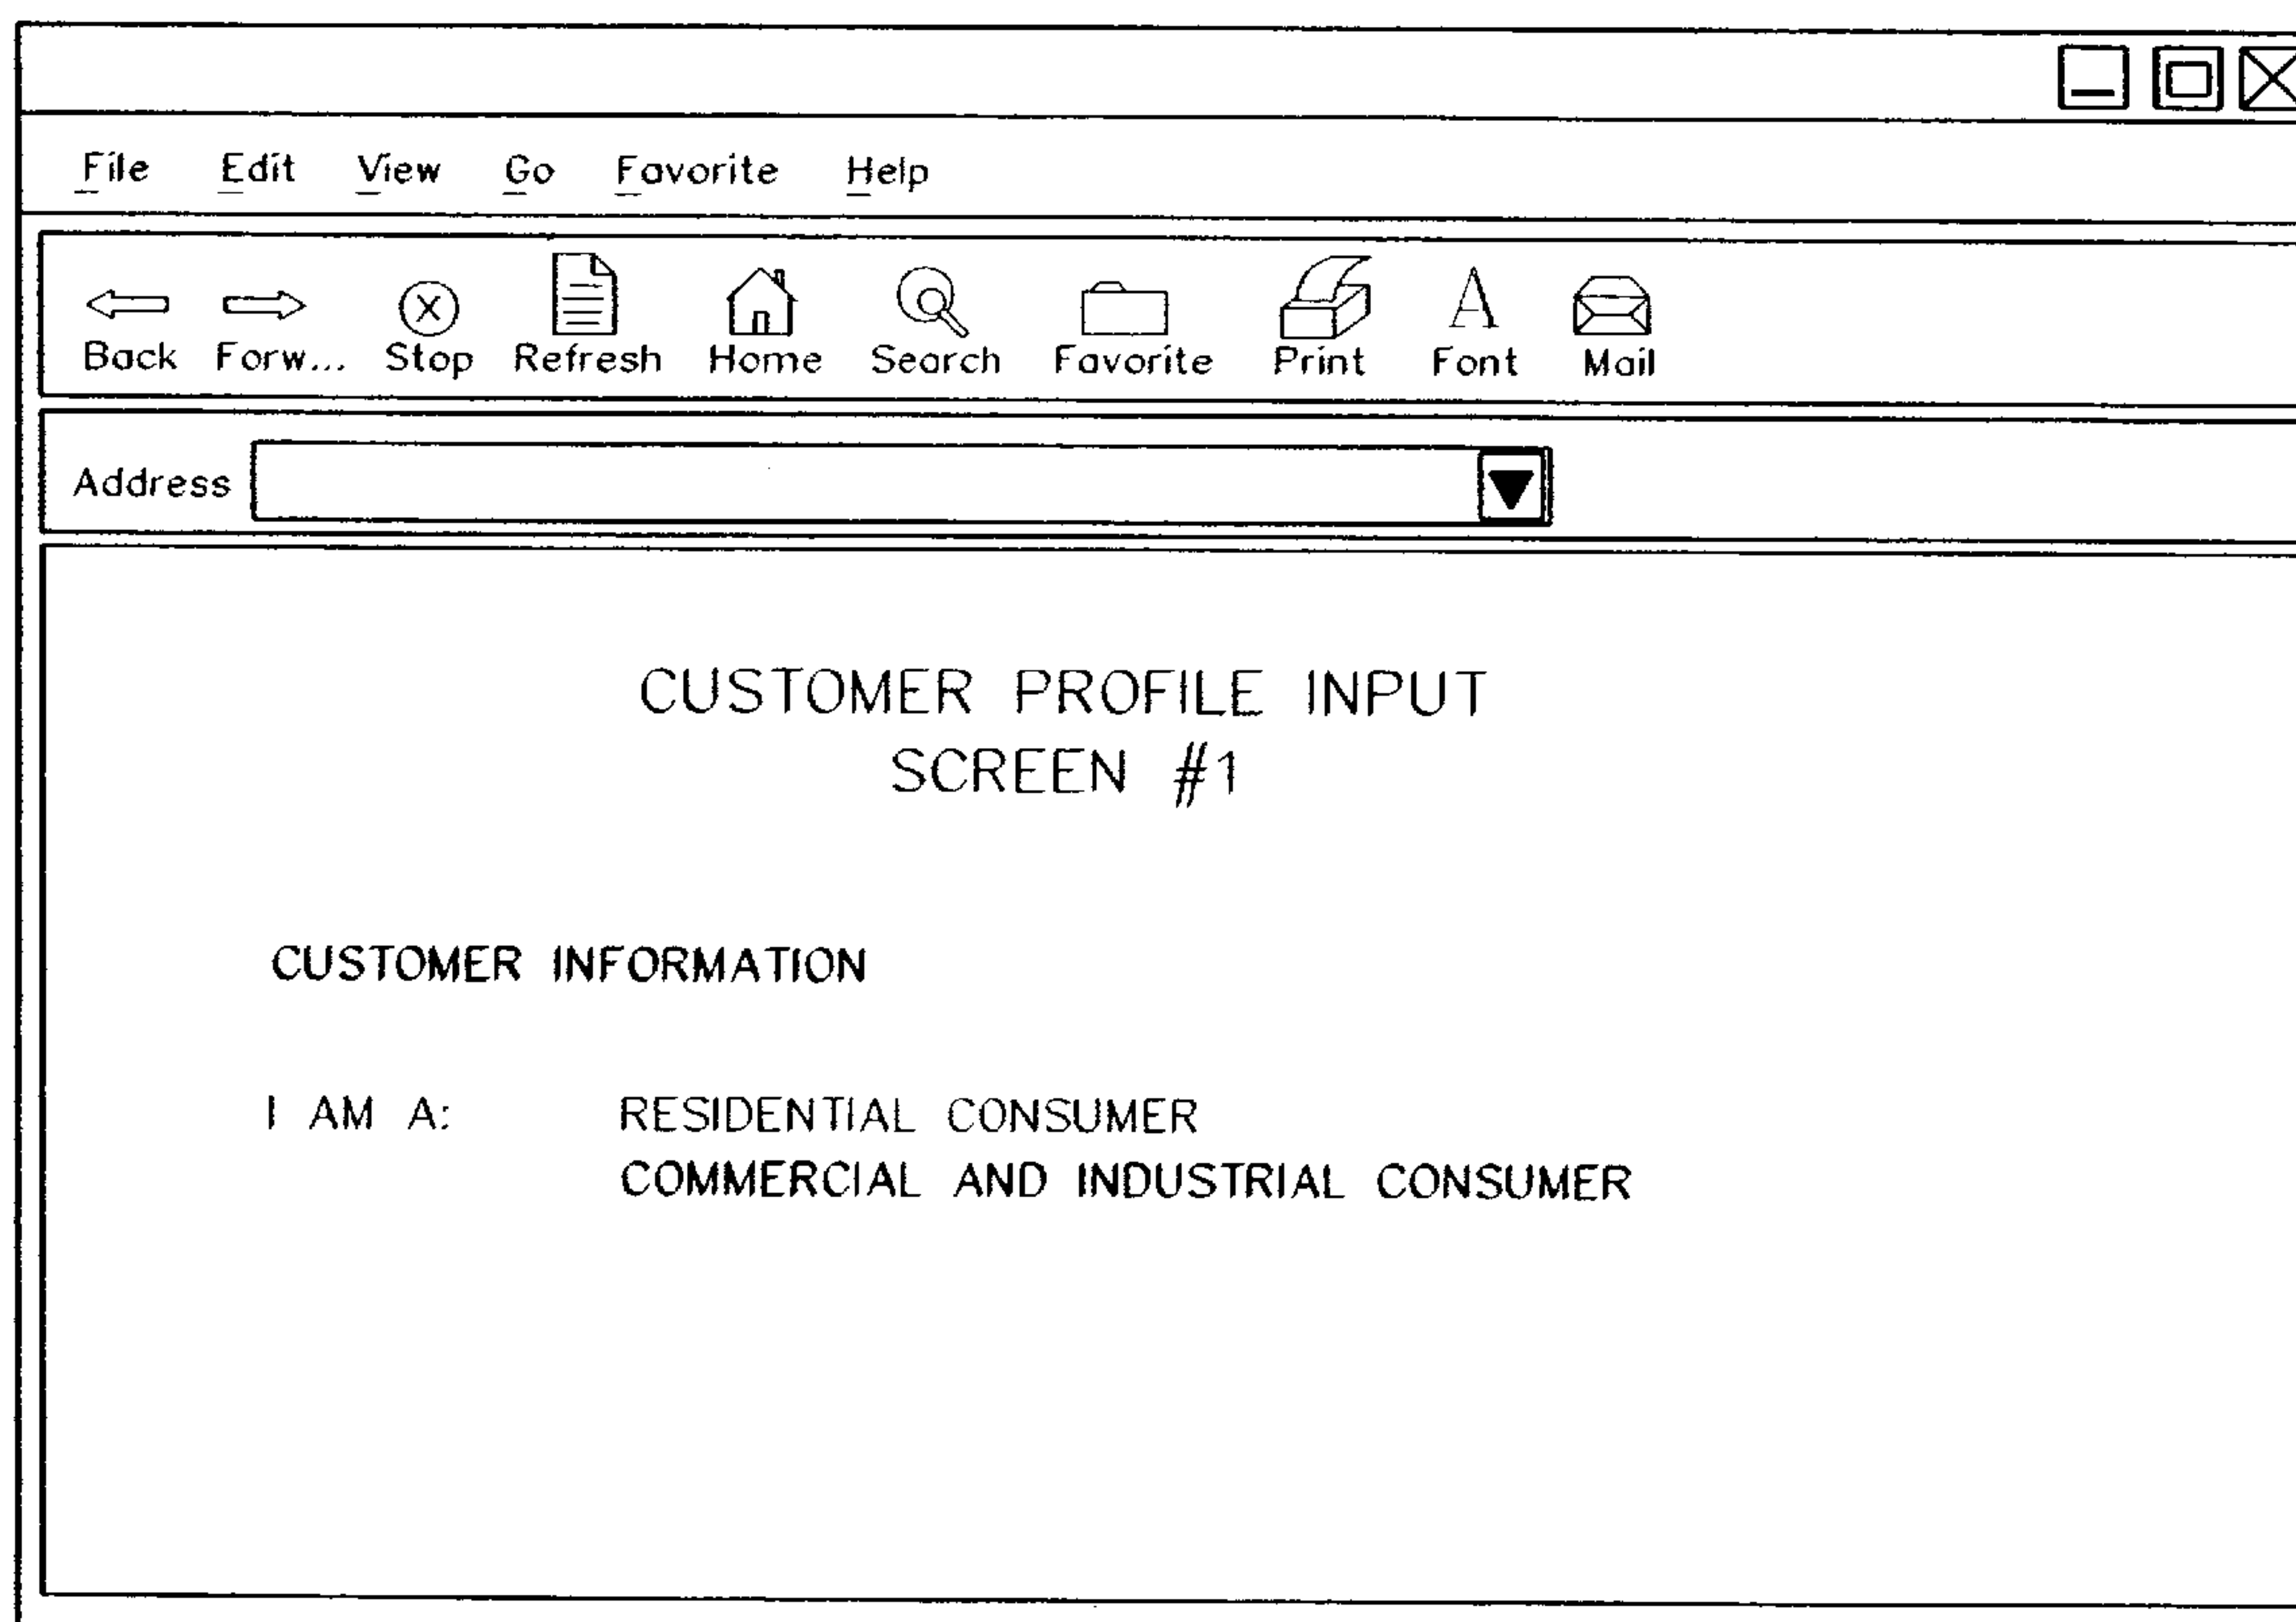 File Edit View Go Favorite Help
Back Forw... Stop Refresh Home Search Favorite Print Font Mail
Address
CUSTOMER PROFILE INPUT
SCREEN #1
CUSTOMER INFORMATION
I AM A: RESIDENTIAL CONSUMER
COMMERCIAL AND INDUSTRIAL CONSUMER